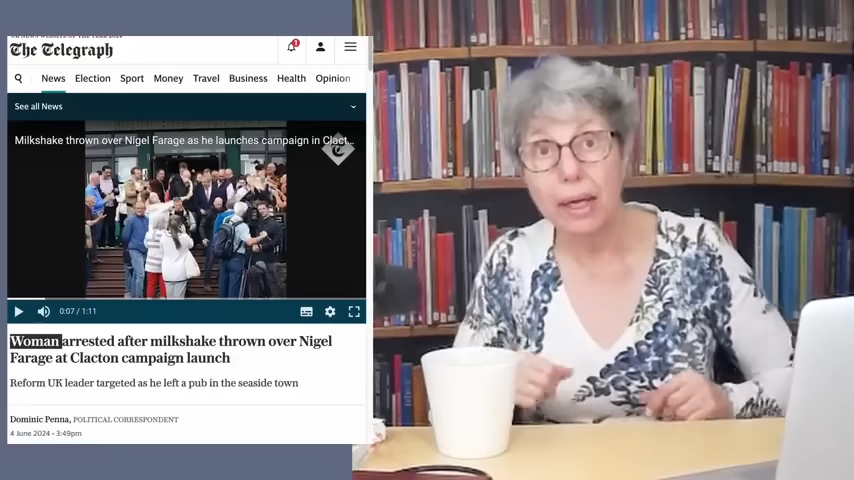 The Telegraph
1
News Election Sport Money Travel Business Health Opinion
See all News
Milkshake thrown over Nigel Farage as he launches campaign in Clact...
0:07 / 1:11
Woman arrested after milkshake thrown over Nigel
Farage at Clacton campaign launch
Reform UK leader targeted as he left a pub in the seaside town
Dominic Penna, POLITICAL CORRESPONDENT
4 June 2024 • 3:49pm